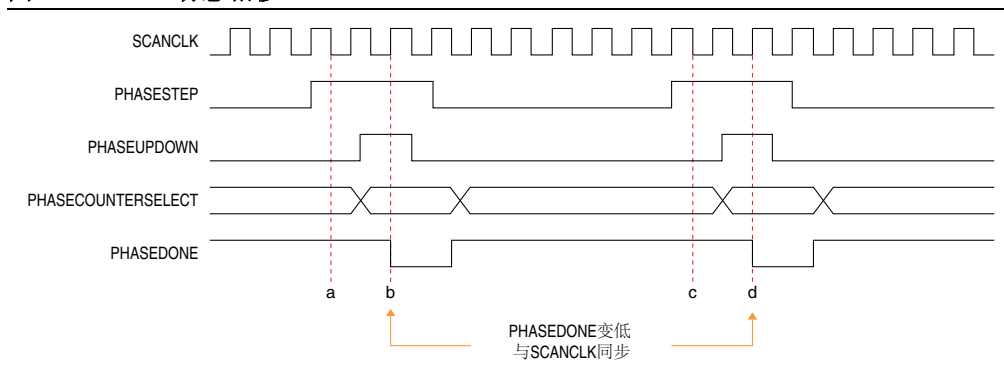 SCANCLK
PHASESTEP
PHASEUPDOWN
PHASECOUNTERSELECT
PHASEDONE
a b c d
PHASEDONE变低
与SCANCLK同步